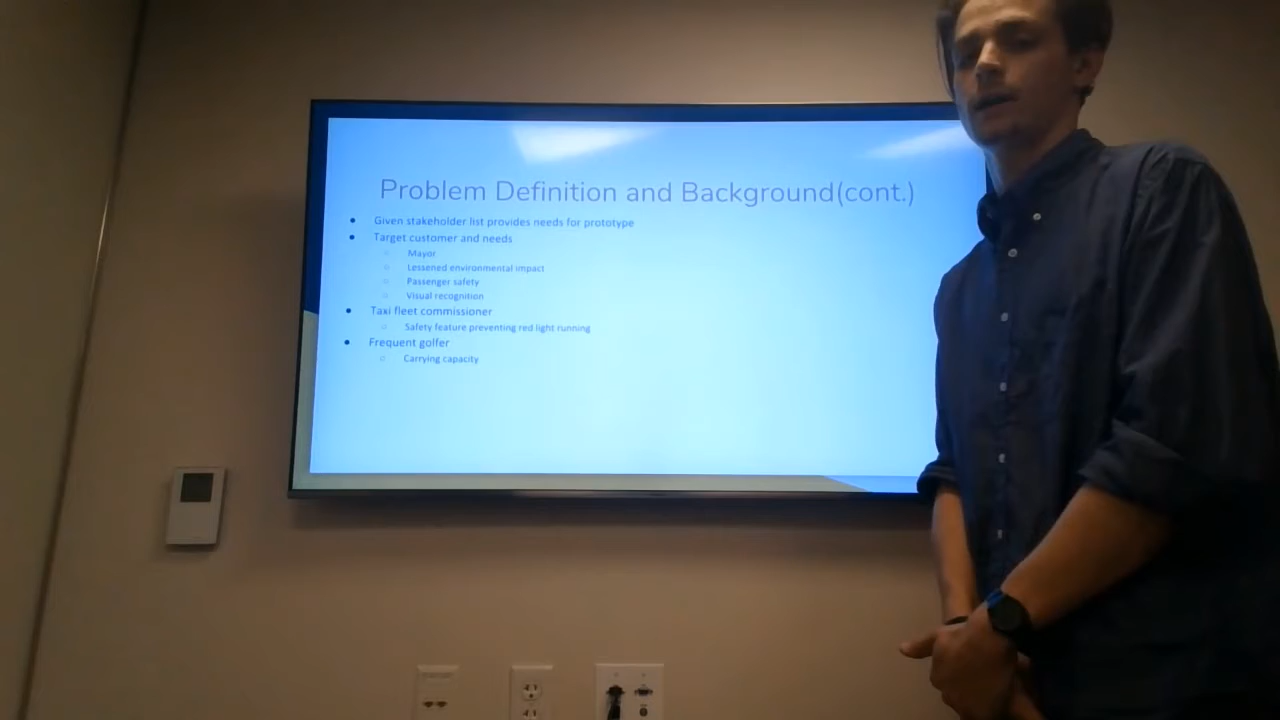 Problem Definition and Background(cont.)
Given stakeholder list provides needs for prototype
Target customer and needs
Mayor
Lessened environmental impact
Passenger safety
Visual recognition
Taxi fleet commissioner
Safety feature preventing red light running
Frequent golfer
Carrying capacity